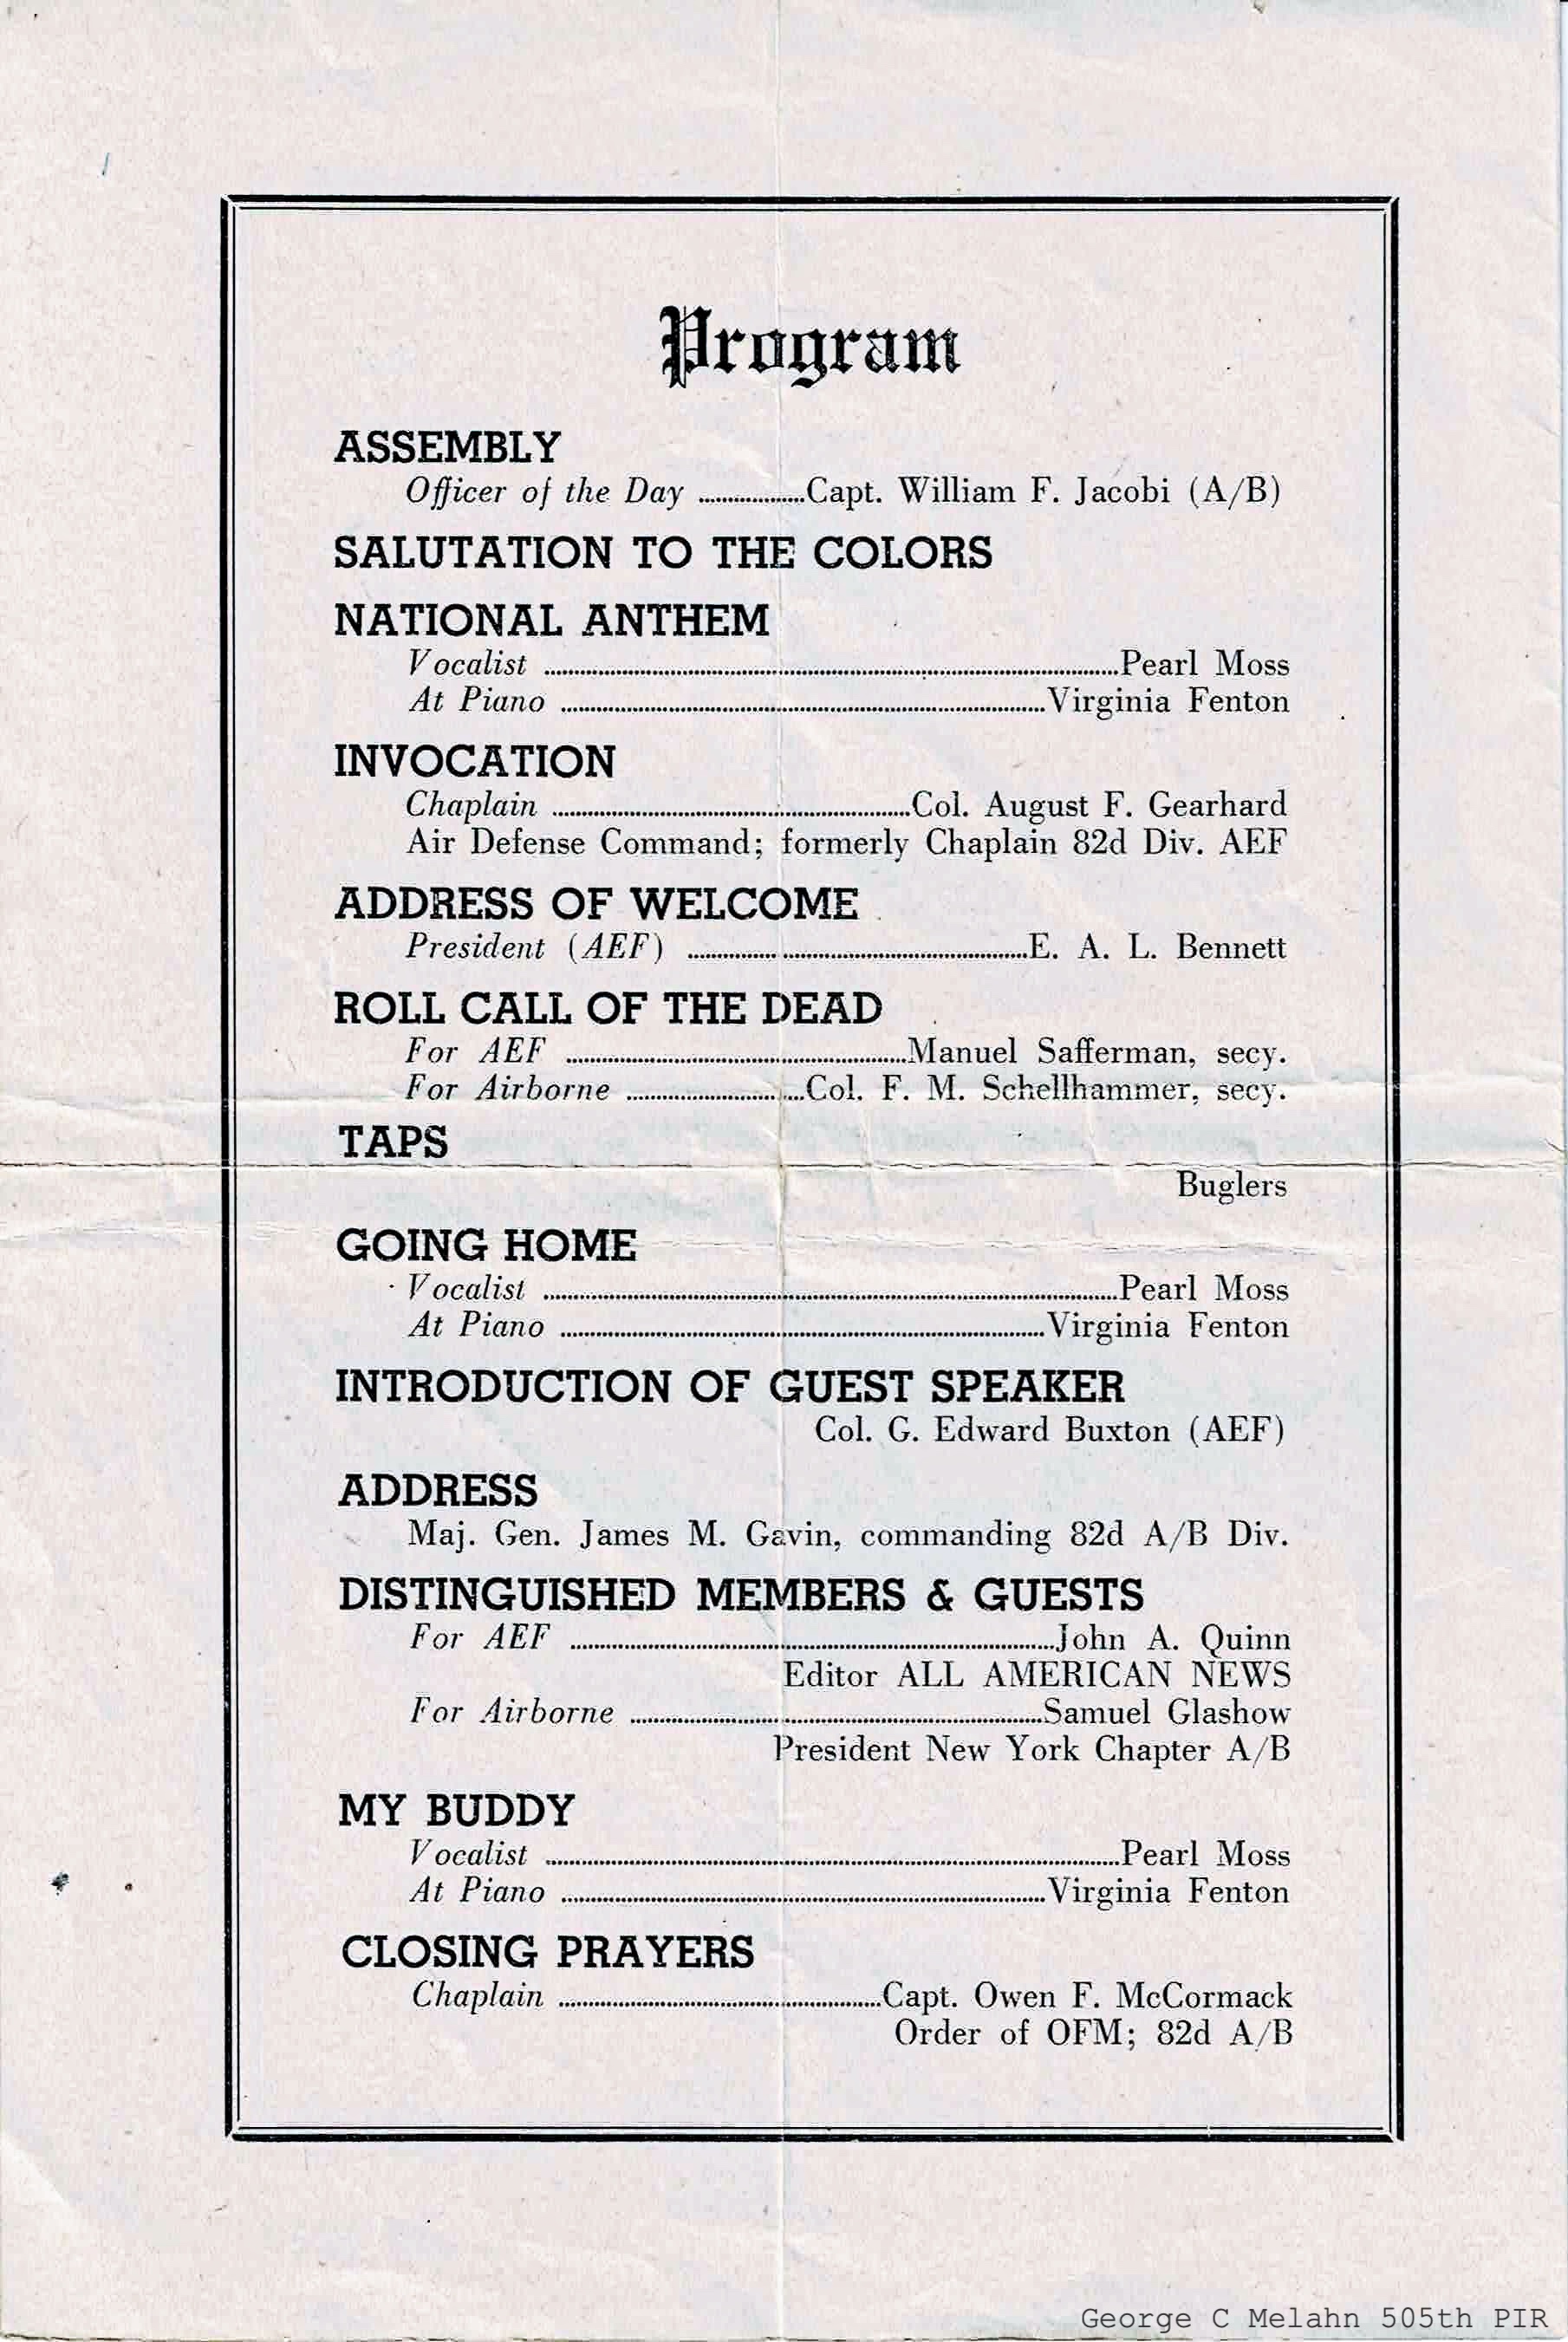 Program
ASSEMBLY
Officer of the Day ..................Capt. William F. Jacobi (A/B)
SALUTATION TO THE COLORS
NATIONAL ANTHEM
Vocalist ..................Pearl Moss
At Piano ..................Virginia Fenton
INVOCATION
Chaplain ..................Col. August F. Gearhard
Air Defense Command; formerly Chaplain 82d Div. AEF
ADDRESS OF WELCOME
President (AEF) ..................E. A. L. Bennett
ROLL CALL OF THE DEAD
For AEF ..................Manuel Safferman, secy.
For Airborne ..................Col. F. M. Schellhammer, secy.
TAPS
Buglers
GOING HOME
Vocalist ..................Pearl Moss
At Piano ..................Virginia Fenton
INTRODUCTION OF GUEST SPEAKER
Col. G. Edward Buxton (AEF)
ADDRESS
Maj. Gen. James M. Gavin, commanding 82d A/B Div.
DISTINGUISHED MEMBERS & GUESTS
For AEF ..................John A. Quinn
Editor ALL AMERICAN NEWS
For Airborne ..................Samuel Glashow
President New York Chapter A/B
MY BUDDY
Vocalist ..................Pearl Moss
At Piano ..................Virginia Fenton
CLOSING PRAYERS
Chaplain ..................Capt. Owen F. McCormack
Order of OFM; 82d A/B
George C Melahn 505th PIR